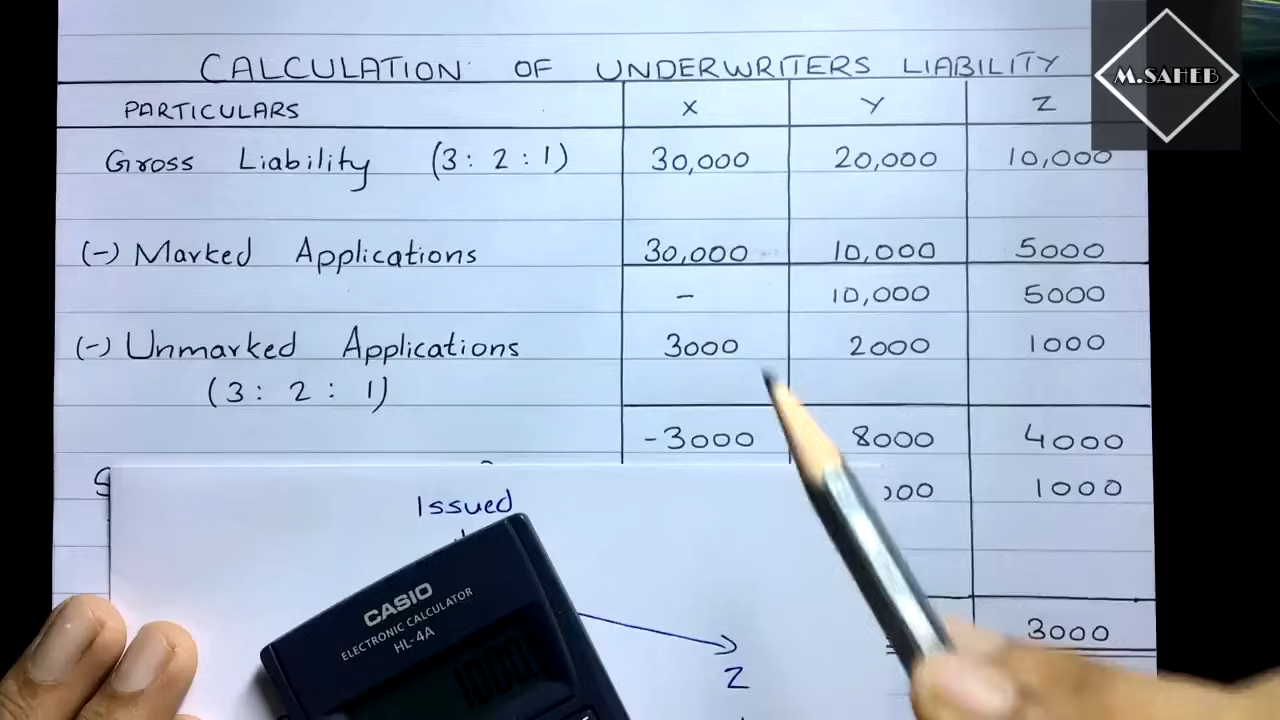 CALCULATION OF UNDERWRITERS LIABILITY
M.SAHEB
PARTICULARS X Y Z
Gross Liability (3 : 2 : 1) 30,000 20,000 10,000
(-) Marked Applications 30,000 10,000 5000
- 10,000 5000
(-) Unmarked Applications 3000 2000 1000
(3 : 2 : 1)
-3000 8000 4000
1000
Issued
CASIO
ELECTRONIC CALCULATOR
HL-4A
1000
3000
Z